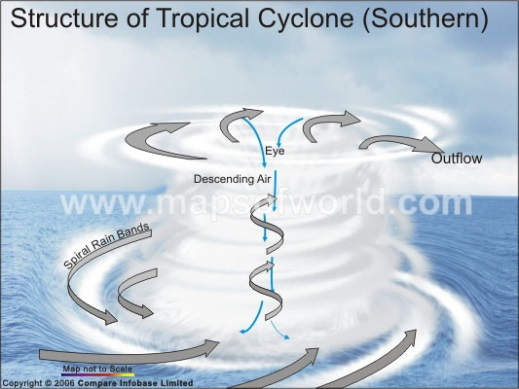 Structure of Tropical Cyclone (Southern)
Eye
Outflow
Descending Air
www.mapsofworld.com
Spiral Rain Bands
Map not to Scale
Copyright © 2006 Compare Infobase Limited